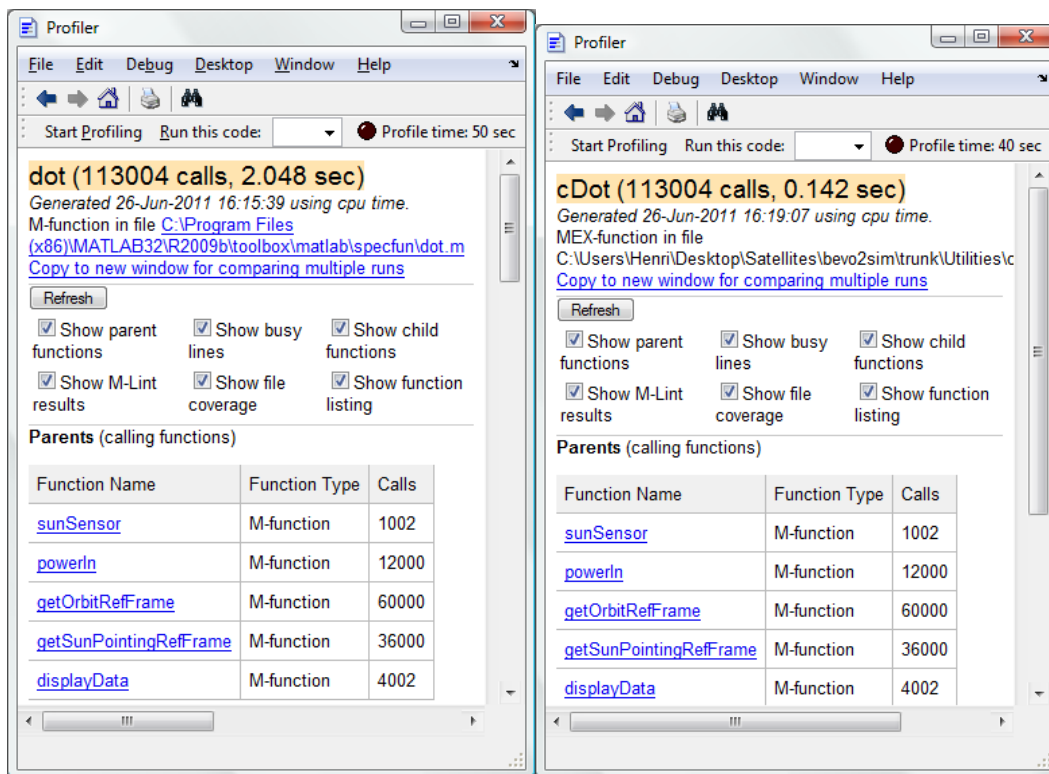 Profiler
File Edit Debug Desktop Window Help
Start Profiling Run this code: Profile time: 50 sec
dot (113004 calls, 2.048 sec)
Generated 26-Jun-2011 16:15:39 using cpu time.
M-function in file C:\Program Files
(x86)\MATLAB32\R2009b\toolbox\matlab\specfun\dot.m
Copy to new window for comparing multiple runs
Refresh
Show parent functions
Show busy lines
Show child functions
Show M-Lint results
Show file coverage
Show function listing
Parents (calling functions)
Function Name Function Type Calls
sunSensor M-function 1002
powerIn M-function 12000
getOrbitRefFrame M-function 60000
getSunPointingRefFrame M-function 36000
displayData M-function 4002
Profiler
File Edit Debug Desktop Window Help
Start Profiling Run this code: Profile time: 40 sec
cDot (113004 calls, 0.142 sec)
Generated 26-Jun-2011 16:19:07 using cpu time.
MEX-function in file
C:\Users\Henri\Desktop\Satellites\bevo2sim\trunk\Utilities\c
Copy to new window for comparing multiple runs
Refresh
Show parent functions
Show busy lines
Show child functions
Show M-Lint results
Show file coverage
Show function listing
Parents (calling functions)
Function Name Function Type Calls
sunSensor M-function 1002
powerIn M-function 12000
getOrbitRefFrame M-function 60000
getSunPointingRefFrame M-function 36000
displayData M-function 4002